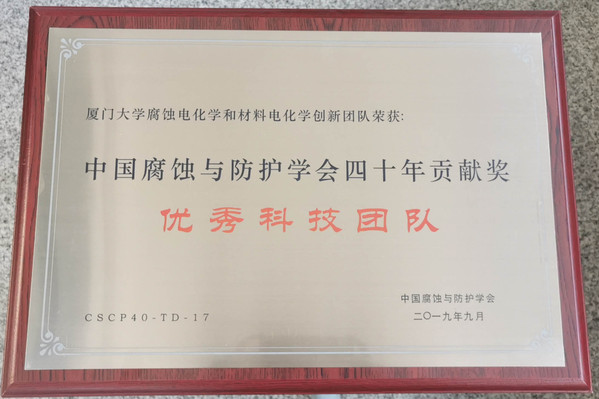 厦门大学腐蚀电化学和材料电化学创新团队荣获:
中国腐蚀与防护学会四十年贡献奖
优秀科技团队
中国腐蚀与防护学会
CSCP40-TD-17
二〇一九年九月